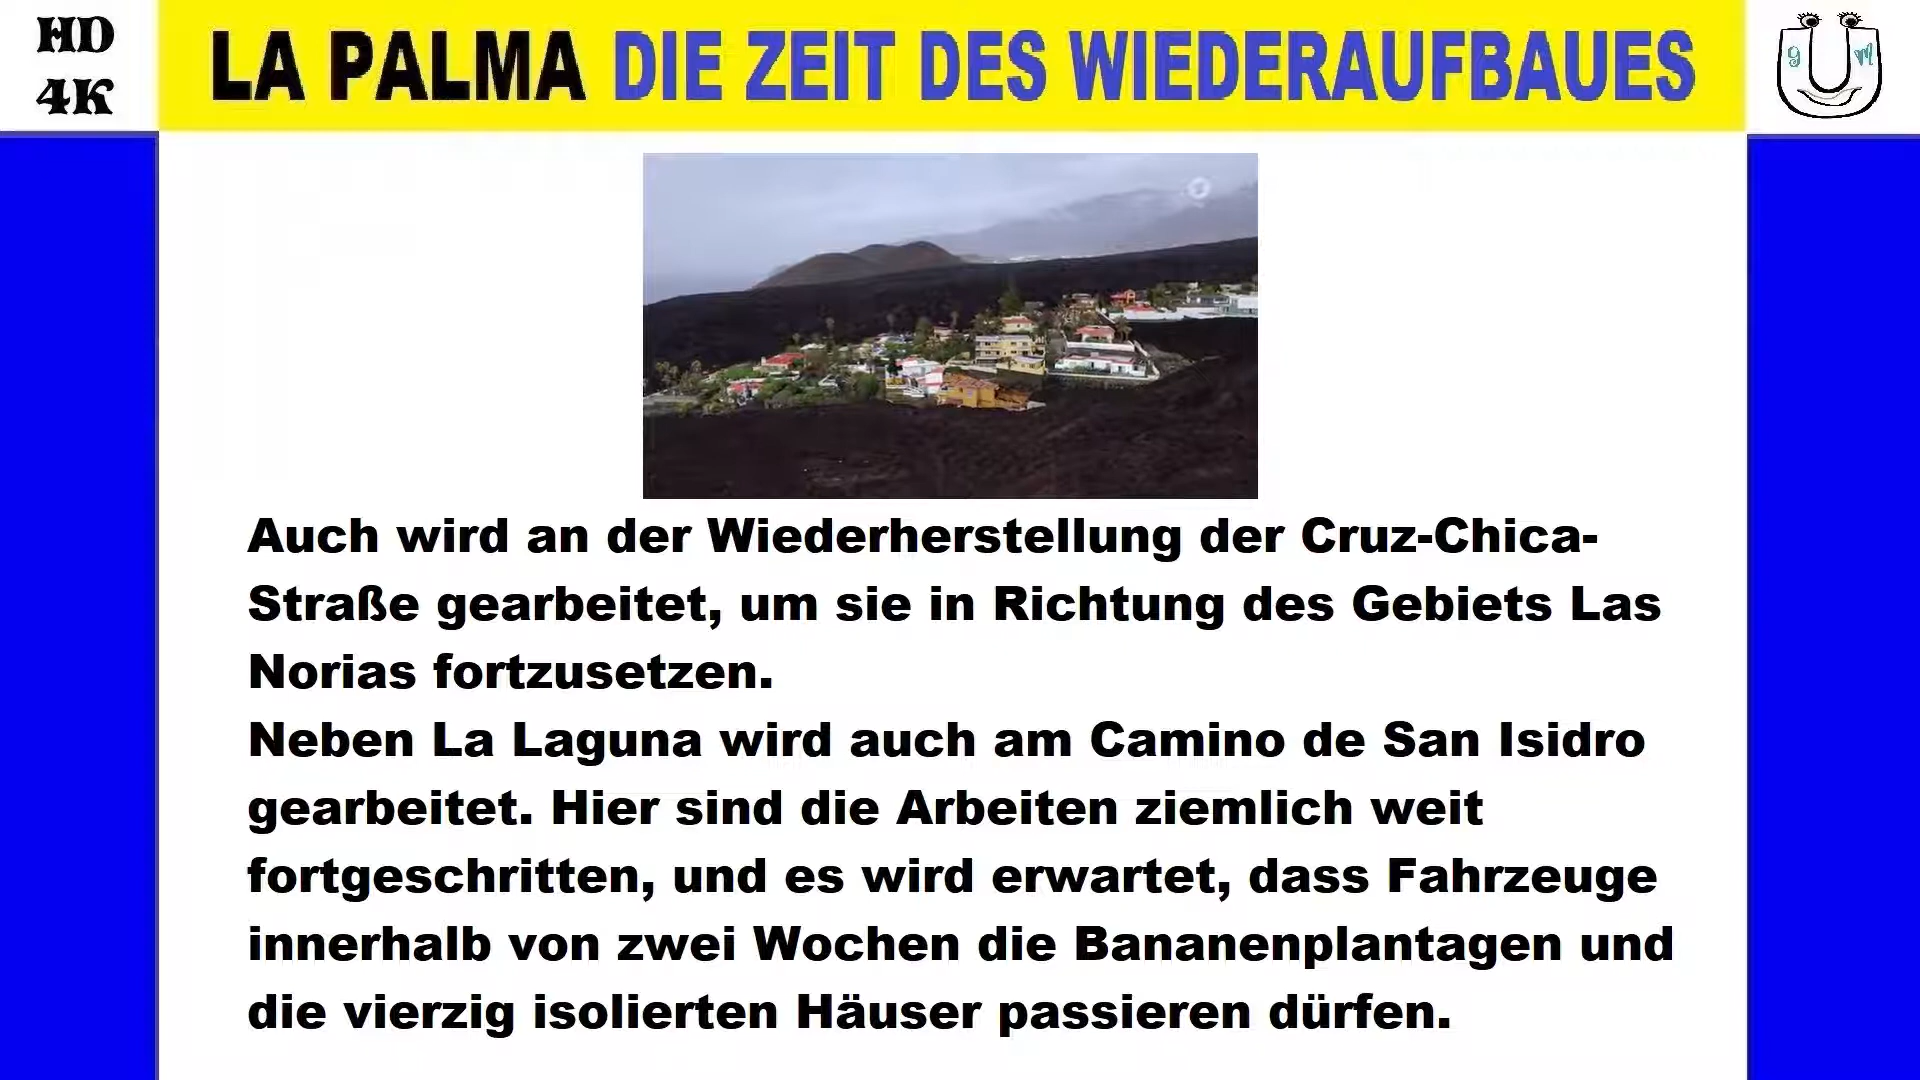 HD
4K
LA PALMA DIE ZEIT DES WIEDERAUFBAUES
g U m
Auch wird an der Wiederherstellung der Cruz-Chica-
Straße gearbeitet, um sie in Richtung des Gebiets Las
Norias fortzusetzen.
Neben La Laguna wird auch am Camino de San Isidro
gearbeitet. Hier sind die Arbeiten ziemlich weit
fortgeschritten, und es wird erwartet, dass Fahrzeuge
innerhalb von zwei Wochen die Bananenplantagen und
die vierzig isolierten Häuser passieren dürfen.